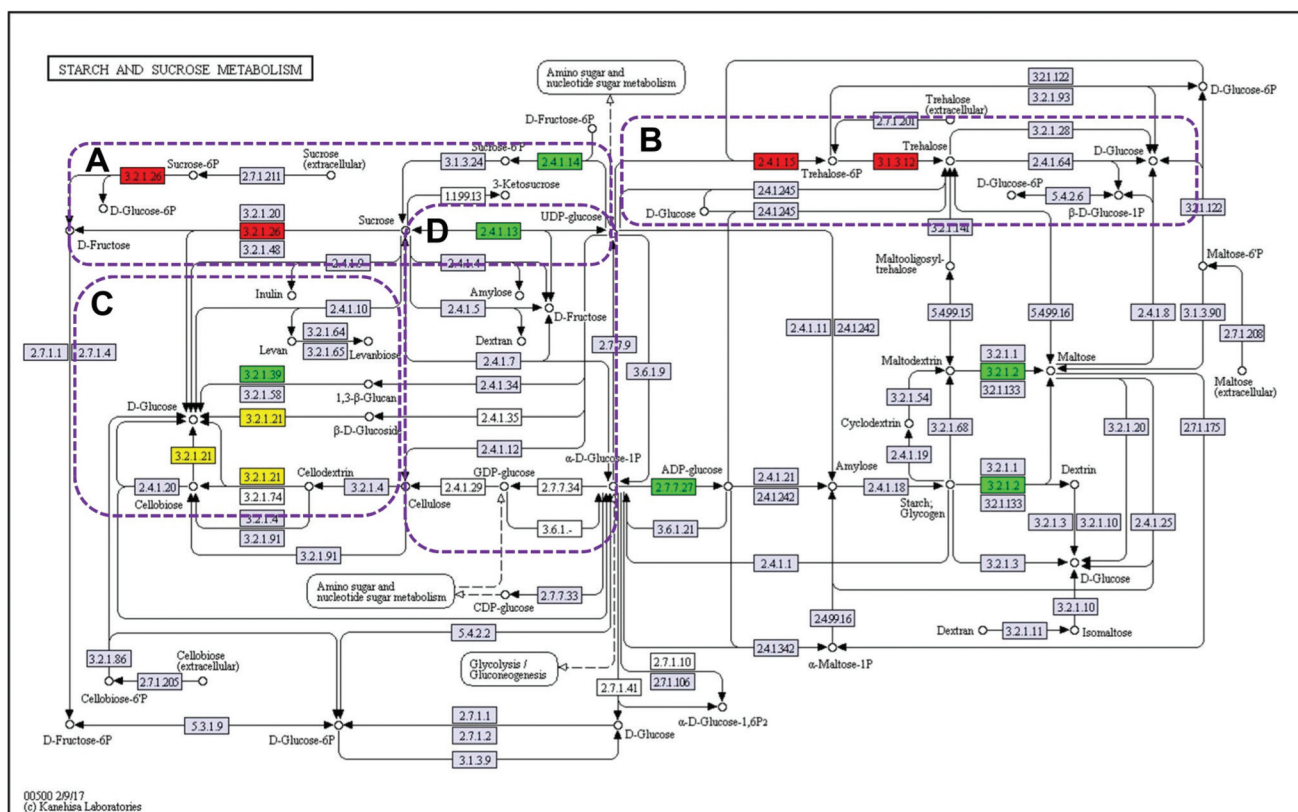 STARCH AND SUCROSE METABOLISM
Amino sugar and
nucleotide sugar metabolism
3.2.1.122
3.2.1.93
D-Glucose-6P
Trehalose
(extracellular)
2.7.1.201
D-Fructose-6P
B
A
Sucrose-6P
3.2.1.26
2.7.1.211
Sucrose
(extracellular)
3.1.3.24
Sucrose-6'P
2.4.1.14
2.4.1.15
Trehalose-6P
3.1.3.12
Trehalose
3.2.1.28
2.4.1.64
D-Glucose
D-Glucose-6P
1.1.99.13
3-Ketosucrose
2.4.1.245
D-Glucose-6P
5.4.2.6
β-D-Glucose-1P
3.2.1.20
3.2.1.26
3.2.1.48
D-Fructose
Sucrose
D
UDP-glucose
2.4.1.13
D-Glucose
2.4.1.245
3.2.1.141
3.2.1.122
2.4.1.9
2.4.1.4
Maltooligosyl-
trehalose
Maltose-6'P
C
Inulin
Amylose
2.4.1.10
2.4.1.5
D-Fructose
5.4.99.15
5.4.99.16
2.4.1.8
3.1.3.90
Levan
3.2.1.64
3.2.1.65
Levanbiose
Dextran
2.4.1.11
2.4.1.242
2.7.1.208
2.7.1.1
2.7.1.4
2.4.1.7
2.7.7.9
3.6.1.9
Maltodextrin
3.2.1.1
3.2.1.2
3.2.1.133
Maltose
Maltose
(extracellular)
3.2.1.39
3.2.1.58
1,3-β-Glucan
2.4.1.34
3.2.1.54
D-Glucose
3.2.1.21
β-D-Glucoside
2.4.1.35
Cyclodextrin
3.2.1.68
3.2.1.20
2.7.1.175
3.2.1.21
2.4.1.12
2.4.1.19
α-D-Glucose-1P
3.2.1.21
3.2.1.74
Cellodextrin
GDP-glucose
ADP-glucose
2.4.1.21
2.4.1.242
Amylose
3.2.1.1
3.2.1.2
3.2.1.133
Dextrin
2.4.1.20
Cellobiose
3.2.1.4
Cellulose
2.4.1.29
2.7.7.34
2.7.7.27
2.4.1.18
Starch;
Glycogen
3.2.1.4
3.2.1.91
3.6.1.-
3.6.1.21
3.2.1.3
3.2.1.10
2.4.1.25
3.2.1.91
2.4.1.1
3.2.1.3
D-Glucose
Amino sugar and
nucleotide sugar metabolism
CDP-glucose
2.7.7.33
2.4.99.16
3.2.1.10
5.4.2.2
Dextran
3.2.1.11
Isomaltose
3.2.1.86
Cellobiose
(extracellular)
Glycolysis /
Gluconeogenesis
2.4.1.342
α-Maltose-1P
2.7.1.205
Cellobiose-6'P
2.7.1.10
2.7.1.106
2.7.1.41
α-D-Glucose-1,6P2
D-Fructose-6P
5.3.1.9
D-Glucose-6P
2.7.1.1
2.7.1.2
3.1.3.9
D-Glucose
00500 2/9/17
(c) Kanehisa Laboratories